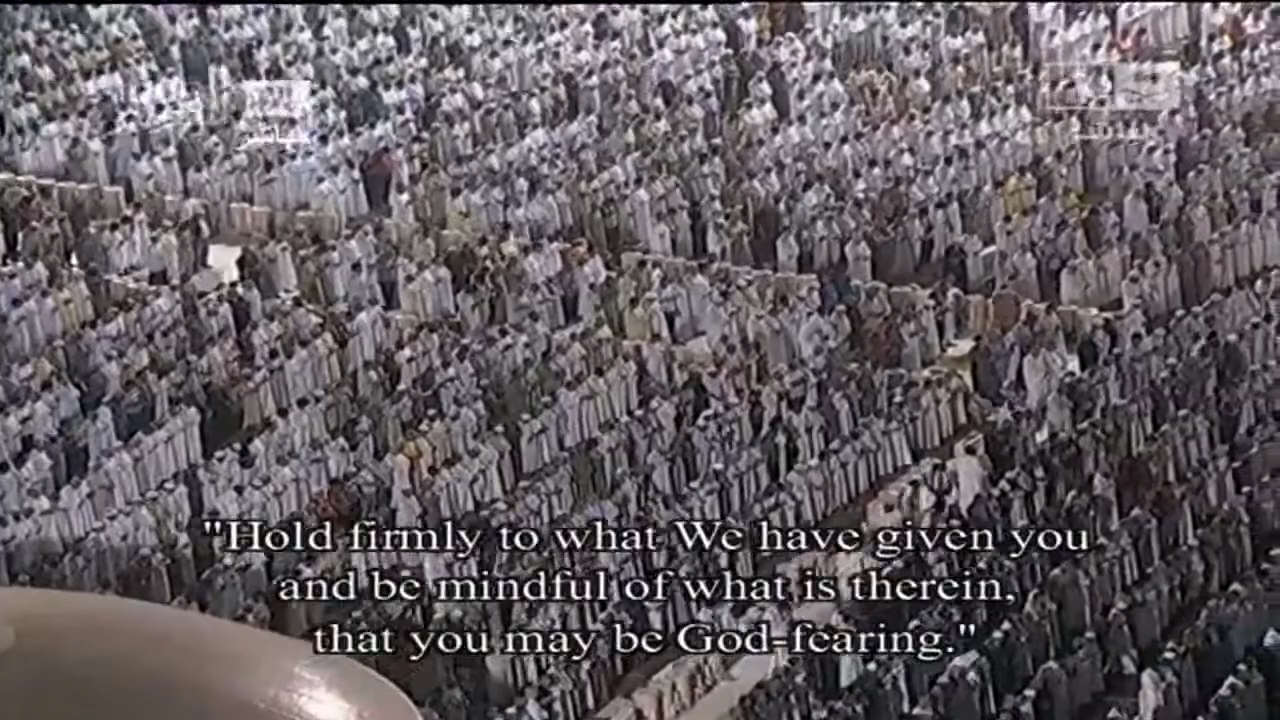 "Hold firmly to what We have given you
and be mindful of what is therein,
that you may be God-fearing."